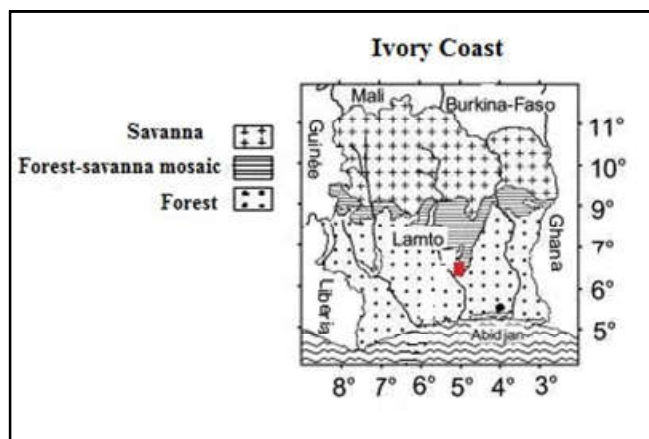 Ivory Coast
Savanna
Forest-savanna mosaic
Forest
Mali
Burkina-Faso
Guinée
Ghana
Liberia
Lamto
Abidjan
11°
10°
9°
7°
6°
5°
8° 7° 6° 5° 4° 3°